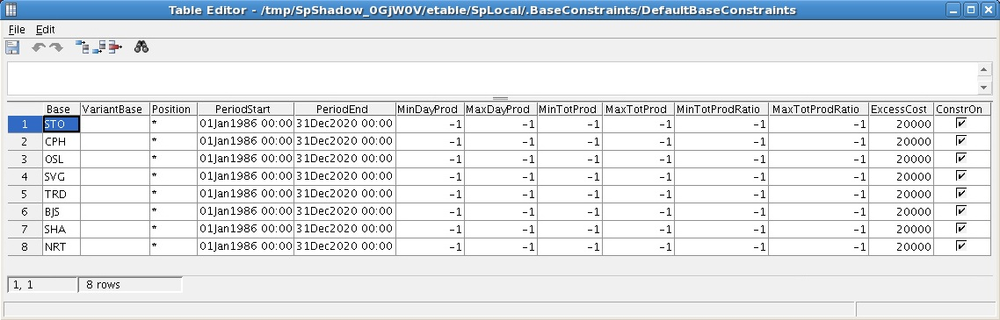 Table Editor - /tmp/SpShadow_0GjW0V/etable/SpLocal/.BaseConstraints/DefaultBaseConstraints
File Edit
Base VariantBase Position PeriodStart PeriodEnd MinDayProd MaxDayProd MinTotProd MaxTotProd MinTotProdRatio MaxTotProdRatio ExcessCost ConstrOn
1 STO * 01Jan1986 00:00 31Dec2020 00:00 -1 -1 -1 -1 -1 -1 20000
2 CPH * 01Jan1986 00:00 31Dec2020 00:00 -1 -1 -1 -1 -1 -1 20000
3 OSL * 01Jan1986 00:00 31Dec2020 00:00 -1 -1 -1 -1 -1 -1 20000
4 SVG * 01Jan1986 00:00 31Dec2020 00:00 -1 -1 -1 -1 -1 -1 20000
5 TRD * 01Jan1986 00:00 31Dec2020 00:00 -1 -1 -1 -1 -1 -1 20000
6 BJS * 01Jan1986 00:00 31Dec2020 00:00 -1 -1 -1 -1 -1 -1 20000
7 SHA * 01Jan1986 00:00 31Dec2020 00:00 -1 -1 -1 -1 -1 -1 20000
8 NRT * 01Jan1986 00:00 31Dec2020 00:00 -1 -1 -1 -1 -1 -1 20000
1, 1 8 rows